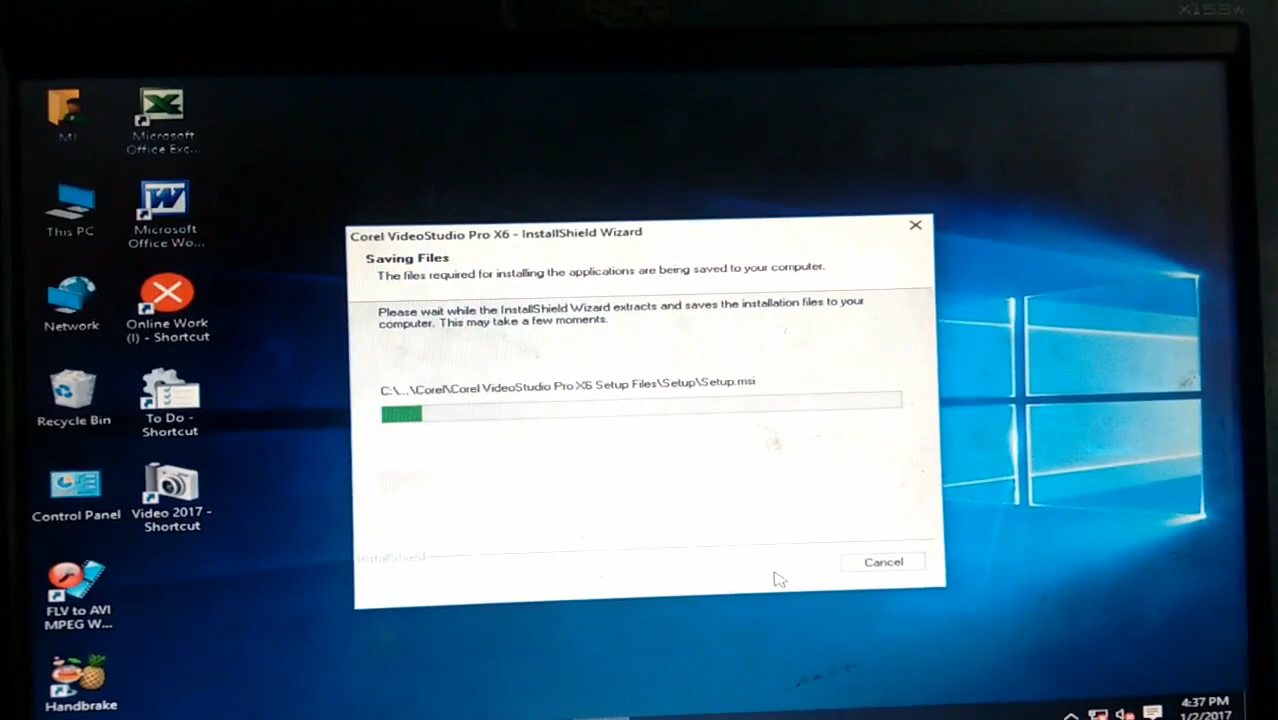 X153W
MI
Microsoft
Office Exc...
This PC
Microsoft
Office Wo...
Network
Online Work
(I) - Shortcut
Recycle Bin
To Do -
Shortcut
Control Panel
Video 2017 -
Shortcut
FLV to AVI
MPEG W...
Handbrake
Corel VideoStudio Pro X6 - InstallShield Wizard
Saving Files
The files required for installing the applications are being saved to your computer.
Please wait while the InstallShield Wizard extracts and saves the installation files to your
computer. This may take a few moments.
C:\...\Corel\Corel VideoStudio Pro X6 Setup Files\Setup\Setup.msi
InstallShield
Cancel
4:37 PM
1/2/2017